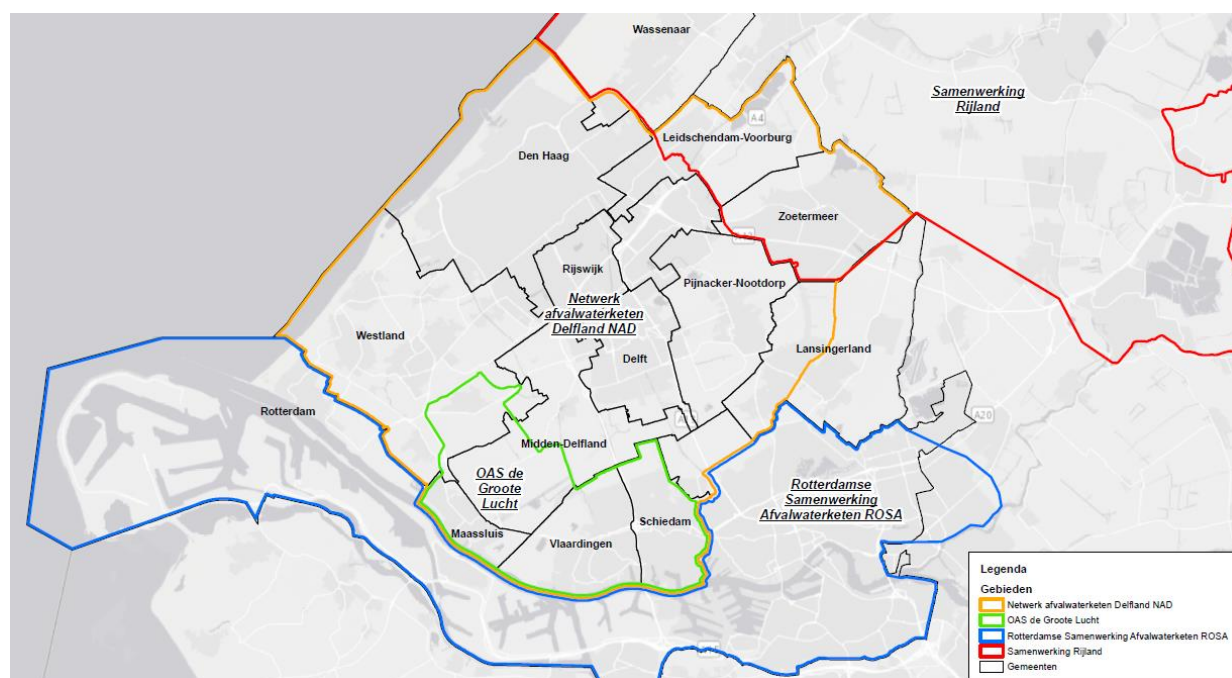 Wassenaar
Samenwerking
Rijland
A4
Leidschendam-Voorburg
Den Haag
Zoetermeer
Rijswijk
Pijnacker-Nootdorp
Netwerk
afvalwaterketen
Delfland NAD
Westland
Lansingerland
Delft
Rotterdam
A20
Midden-Delfland
OAS de
Groote
Lucht
Rotterdamse
Samenwerking
Afvalwaterketen ROSA
Schiedam
Maassluis
Vlaardingen
Legenda
Gebieden
Netwerk afvalwaterketen Delfland NAD
OAS de Groote Lucht
Rotterdamse Samenwerking Afvalwaterketen ROSA
Samenwerking Rijland
Gemeenten